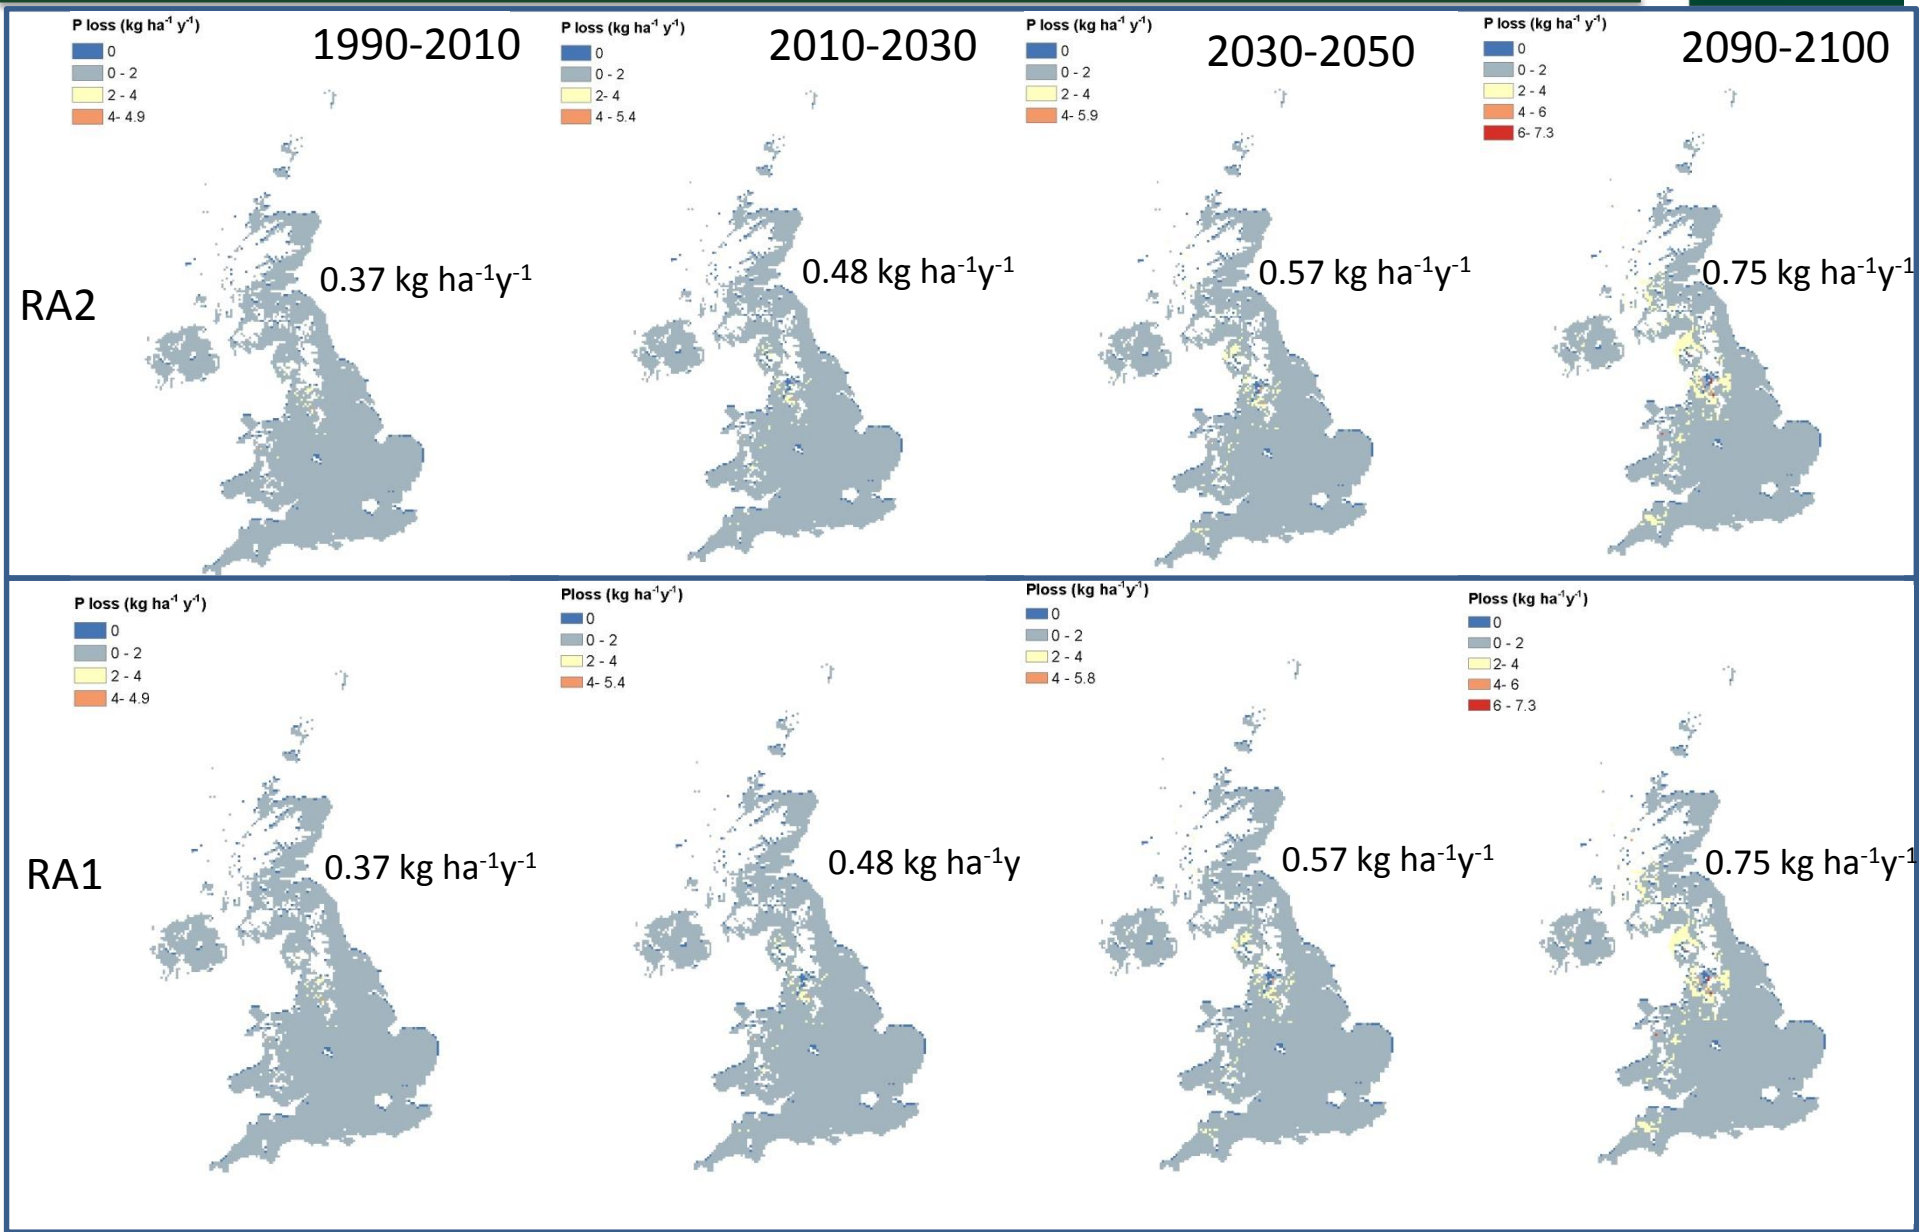 P loss (kg ha⁻¹ y⁻¹)
0
0 - 2
2 - 4
4- 4.9
1990-2010
0.37 kg ha⁻¹y⁻¹
P loss (kg ha⁻¹ y⁻¹)
0
0 - 2
2- 4
4 - 5.4
2010-2030
0.48 kg ha⁻¹y⁻¹
P loss (kg ha⁻¹ y⁻¹)
0
0 - 2
2 - 4
4- 5.9
2030-2050
0.57 kg ha⁻¹y⁻¹
P loss (kg ha⁻¹ y⁻¹)
0
0 - 2
2 - 4
4 - 6
6- 7.3
2090-2100
0.75 kg ha⁻¹y⁻¹
RA2
P loss (kg ha⁻¹ y⁻¹)
0
0 - 2
2 - 4
4- 4.9
0.37 kg ha⁻¹y⁻¹
Ploss (kg ha⁻¹y⁻¹)
0
0 - 2
2 - 4
4- 5.4
0.48 kg ha⁻¹y
Ploss (kg ha⁻¹y⁻¹)
0
0 - 2
2 - 4
4 - 5.8
0.57 kg ha⁻¹y⁻¹
Ploss (kg ha⁻¹y⁻¹)
0
0 - 2
2- 4
4- 6
6 - 7.3
0.75 kg ha⁻¹y⁻¹
RA1